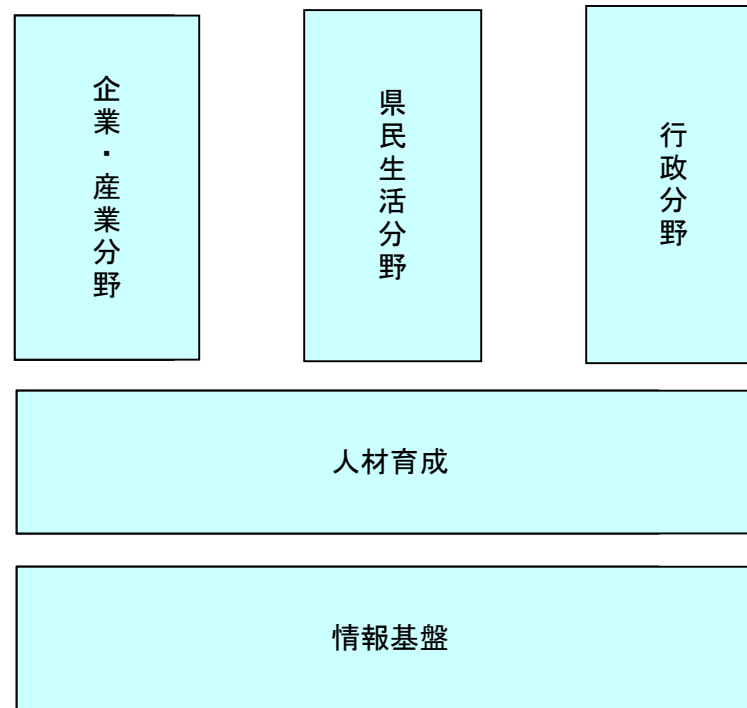 企業・産業分野
県民生活分野
行政分野
人材育成
情報基盤